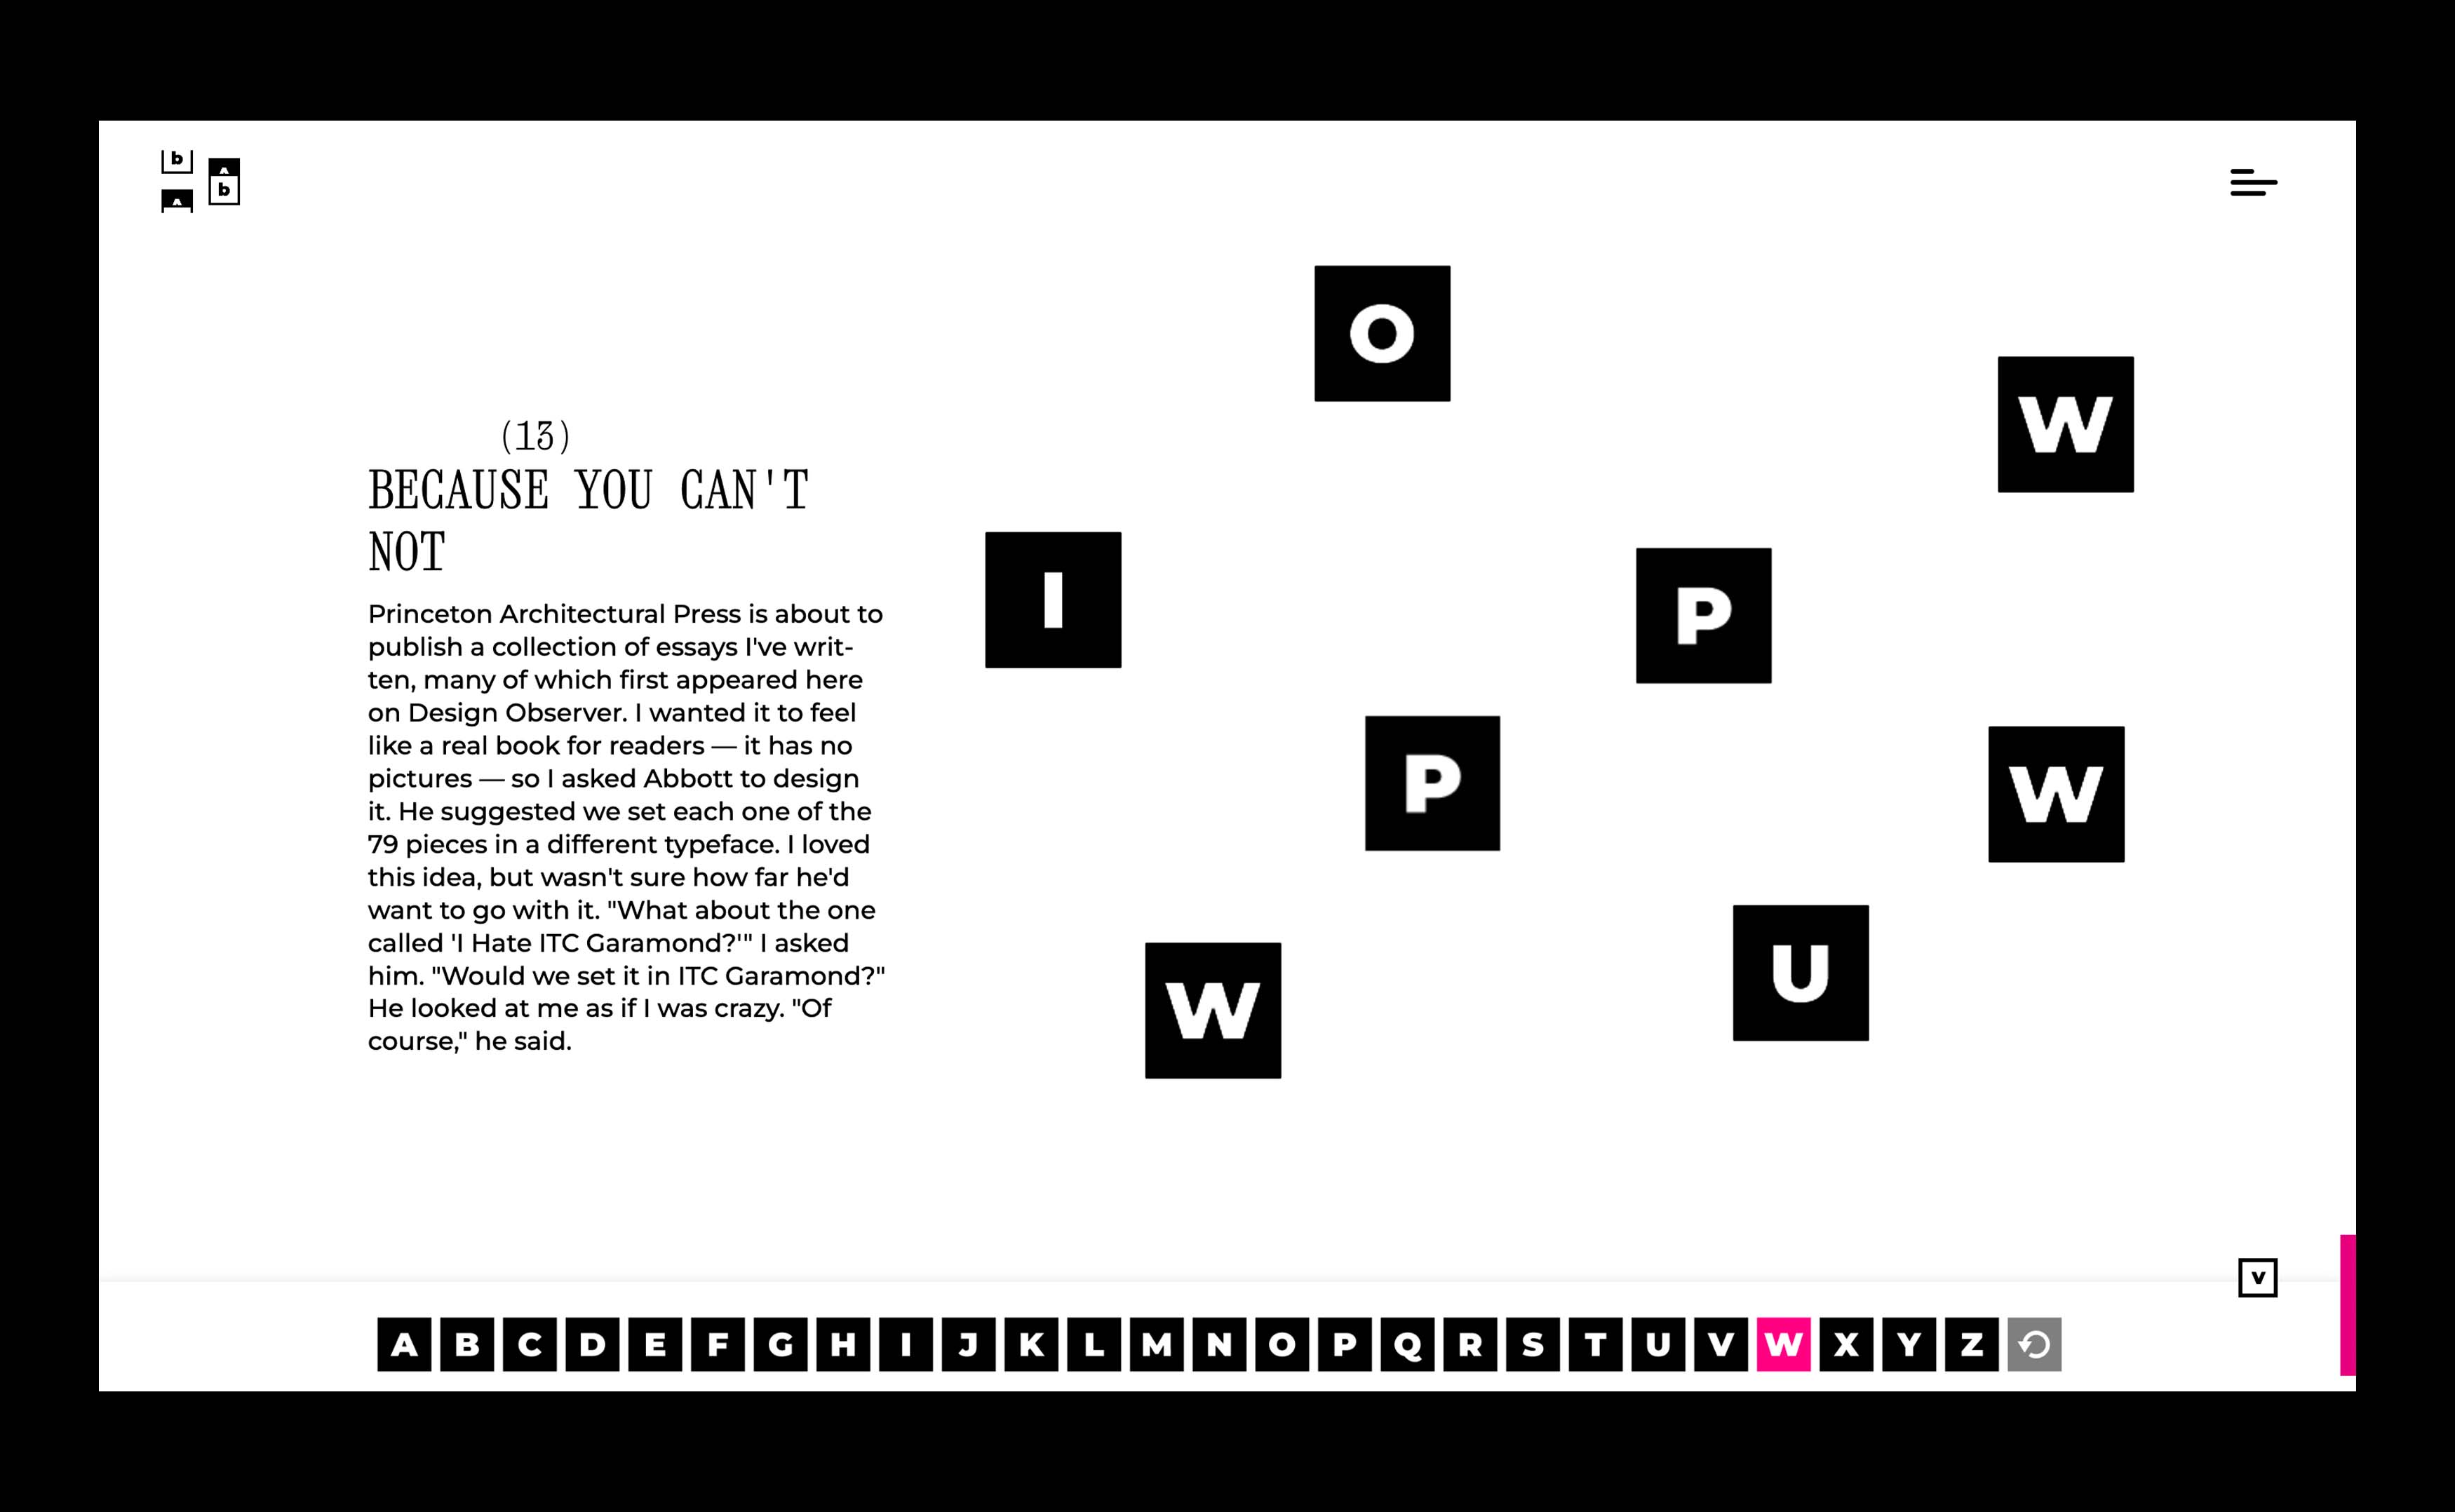 b
A
b
A
(13)
BECAUSE YOU CAN'T
NOT
Princeton Architectural Press is about to
publish a collection of essays I've writ-
ten, many of which first appeared here
on Design Observer. I wanted it to feel
like a real book for readers — it has no
pictures — so I asked Abbott to design
it. He suggested we set each one of the
79 pieces in a different typeface. I loved
this idea, but wasn't sure how far he'd
want to go with it. "What about the one
called 'I Hate ITC Garamond?'" I asked
him. "Would we set it in ITC Garamond?"
He looked at me as if I was crazy. "Of
course," he said.
O
W
I
P
P
W
U
W
v
A B C D E F G H I J K L M N O P Q R S T U V W X Y Z